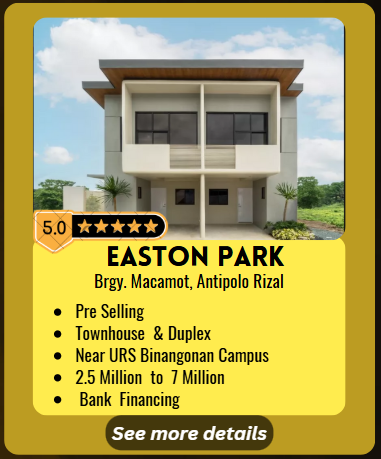 5.0
EASTON PARK
Brgy. Macamot, Antipolo Rizal
• Pre Selling
• Townhouse & Duplex
• Near URS Binangonan Campus
• 2.5 Million to 7 Million
• Bank Financing
See more details